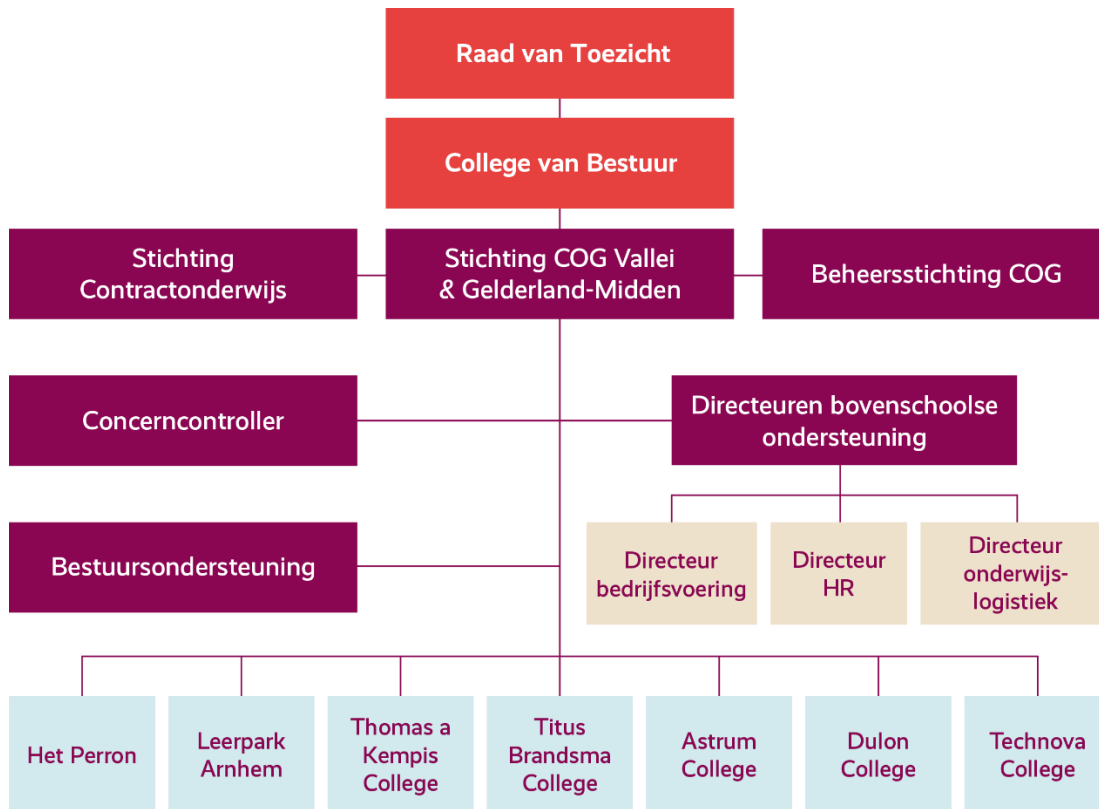 Raad van Toezicht
College van Bestuur
Stichting
Contractonderwijs
Stichting COG Vallei
& Gelderland-Midden
Beheersstichting COG
Concerncontroller
Directeuren bovenschoolse
ondersteuning
Bestuursondersteuning
Directeur
bedrijfsvoering
Directeur
HR
Directeur
onderwijs-
logistiek
Het Perron
Leerpark
Arnhem
Thomas a
Kempis
College
Titus
Brandsma
College
Astrum
College
Dulon
College
Technova
College